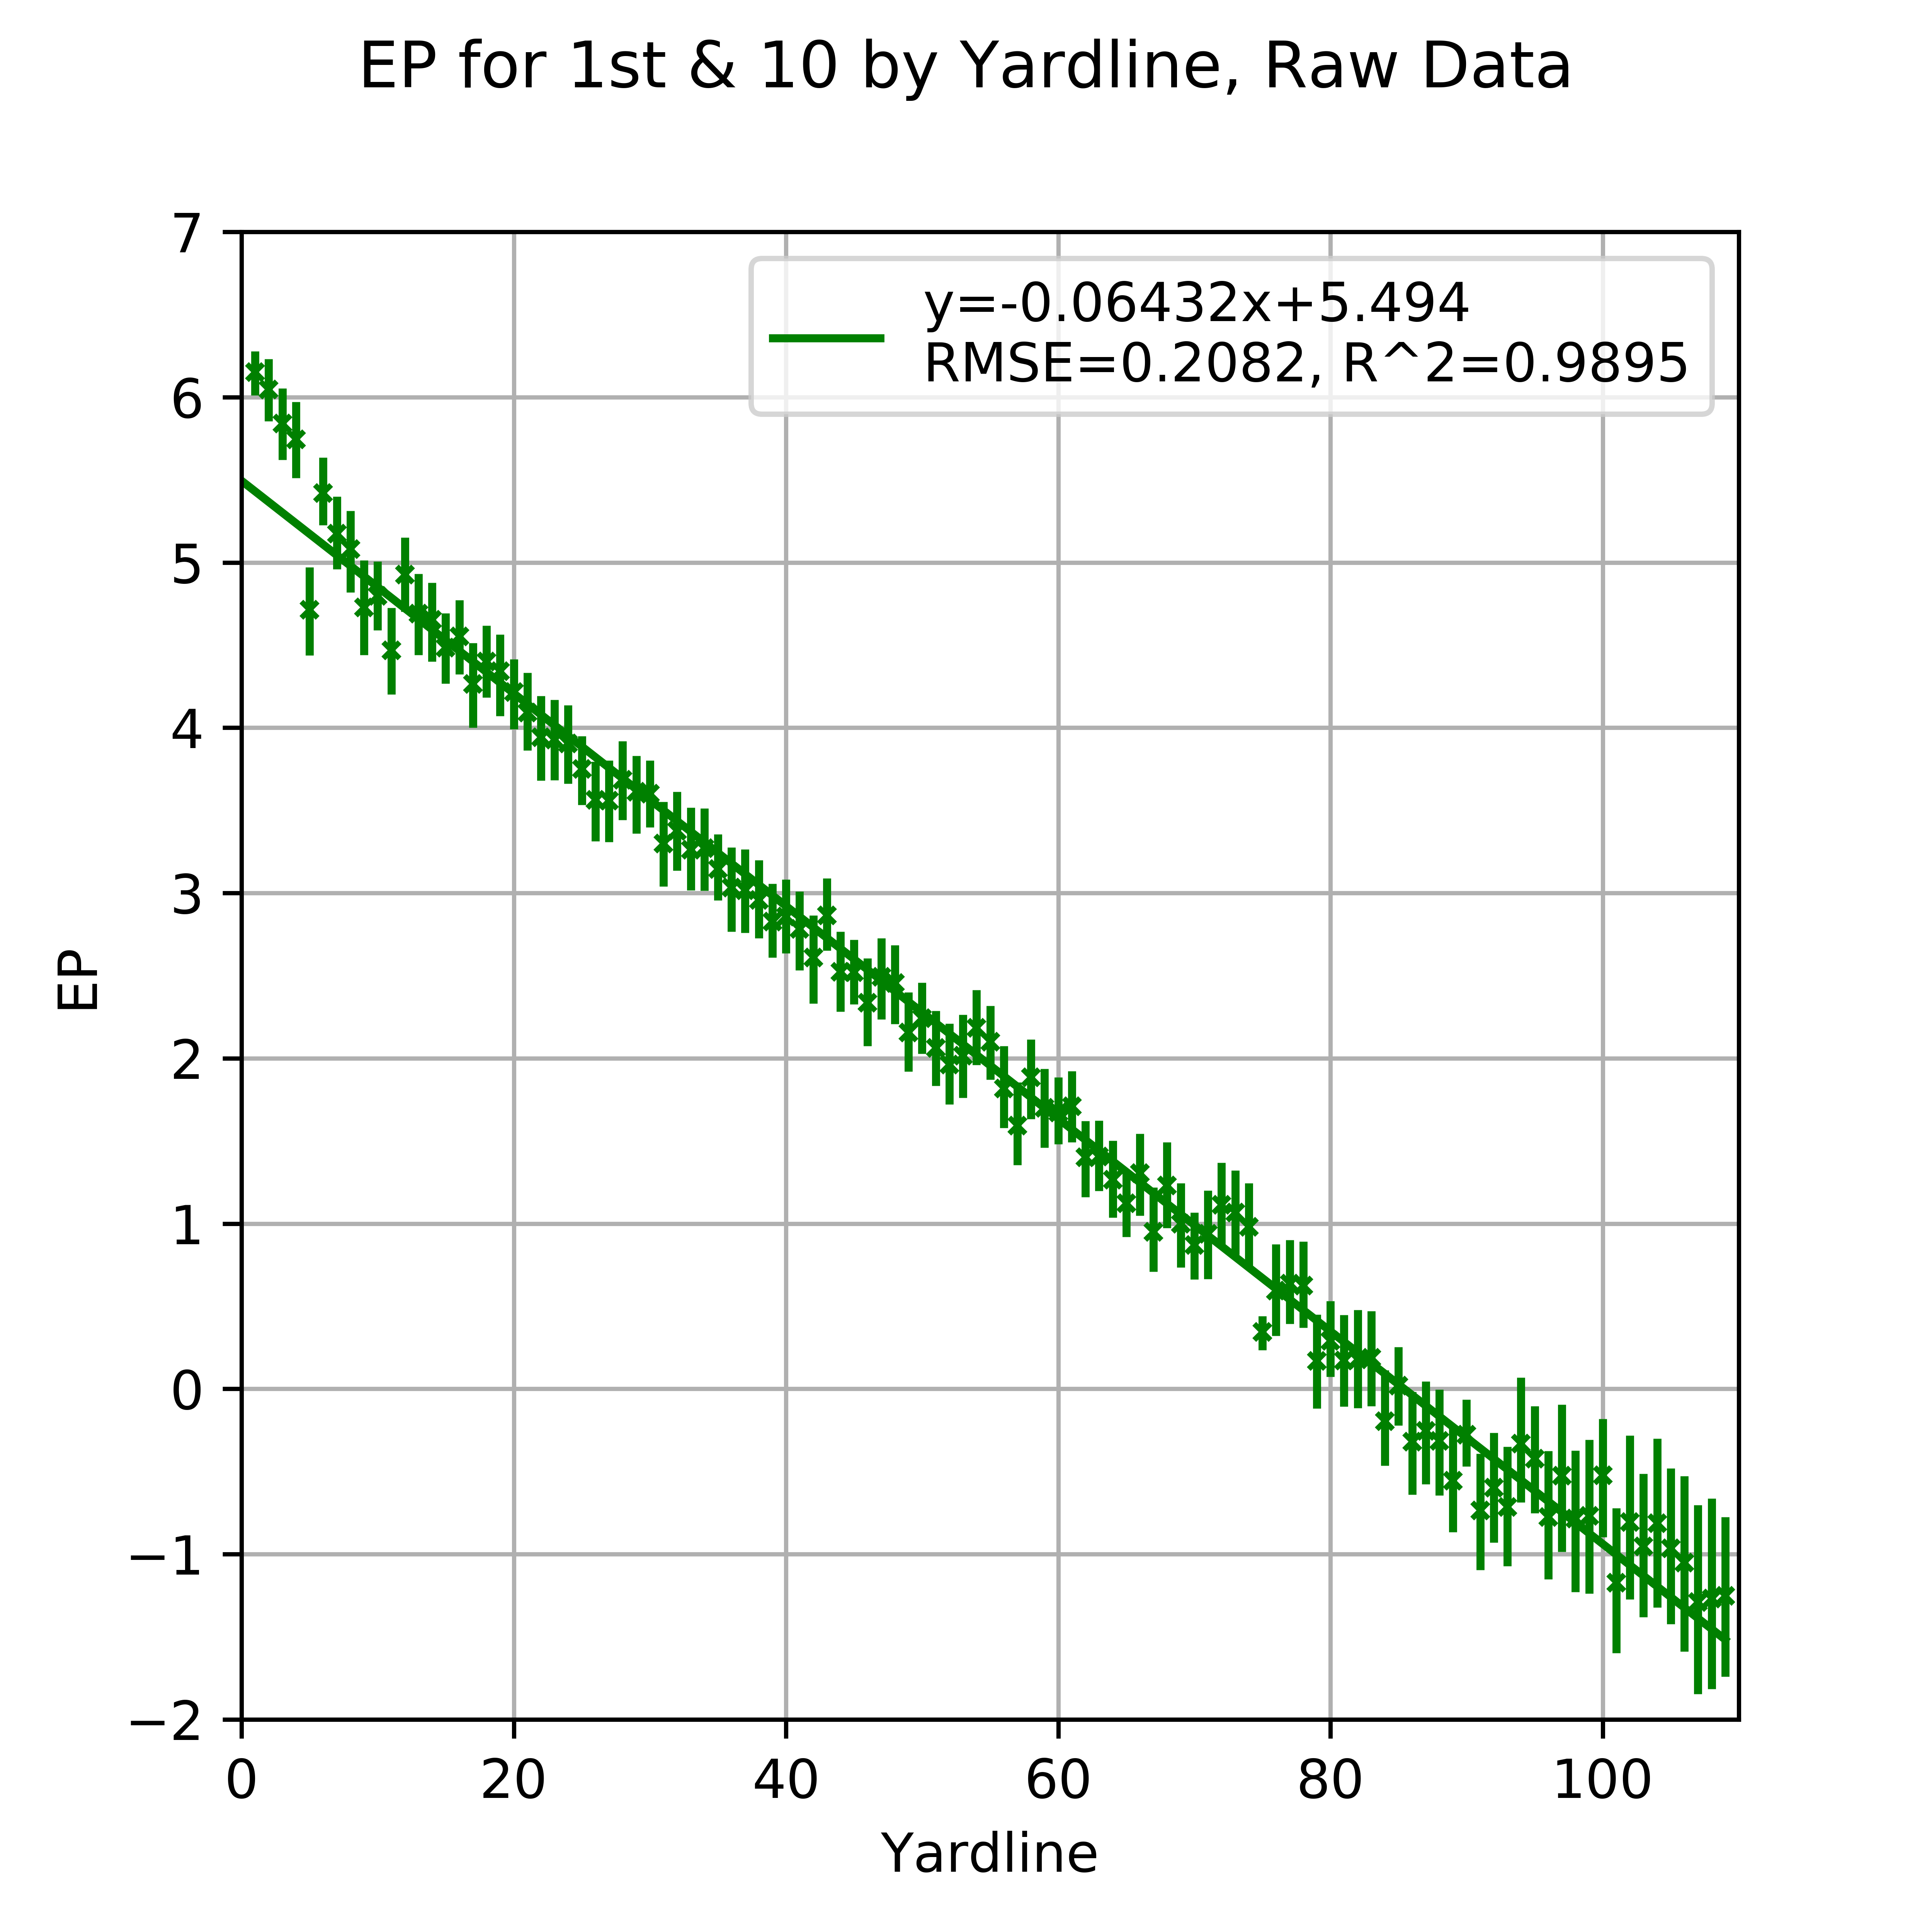 EP for 1st & 10 by Yardline, Raw Data
7
y=-0.06432x+5.494
RMSE=0.2082, R^2=0.9895
6
5
4
3
EP
2
1
0
−1
−2
0 20 40 60 80 100
Yardline